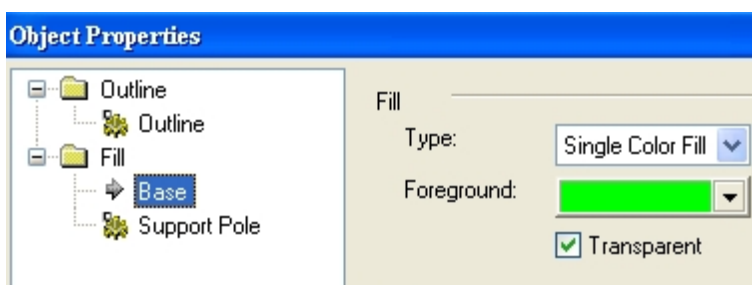 Object Properties
Outline
Outline
Fill
Base
Support Pole
Fill
Type: Single Color Fill
Foreground:
Transparent